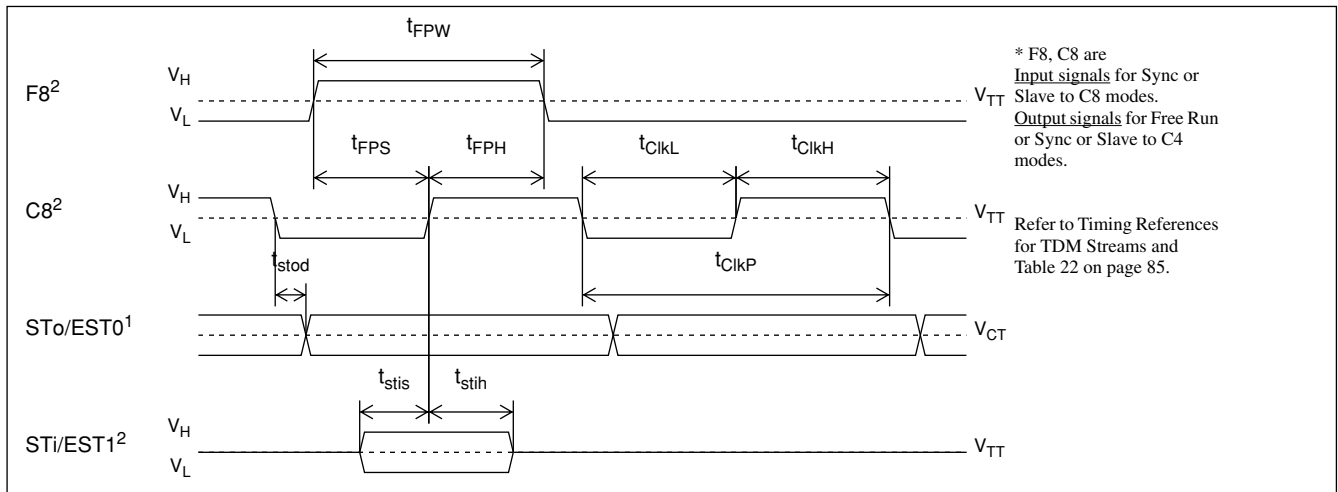 tFPW
F8²
VH
VL
VTT
tFPS
tFPH
tClkL
tClkH
C8²
VH
VL
VTT
tstod
tClkP
STo/EST0¹
VCT
tstis
tstih
STi/EST1²
VH
VL
VTT
* F8, C8 are
Input signals for Sync or
Slave to C8 modes.
Output signals for Free Run
or Sync or Slave to C4
modes.
Refer to Timing References
for TDM Streams and
Table 22 on page 85.